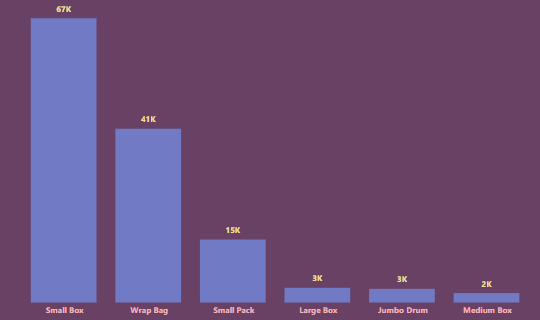 67K
41K
15K
3K
3K
2K
Small Box
Wrap Bag
Small Pack
Large Box
Jumbo Drum
Medium Box